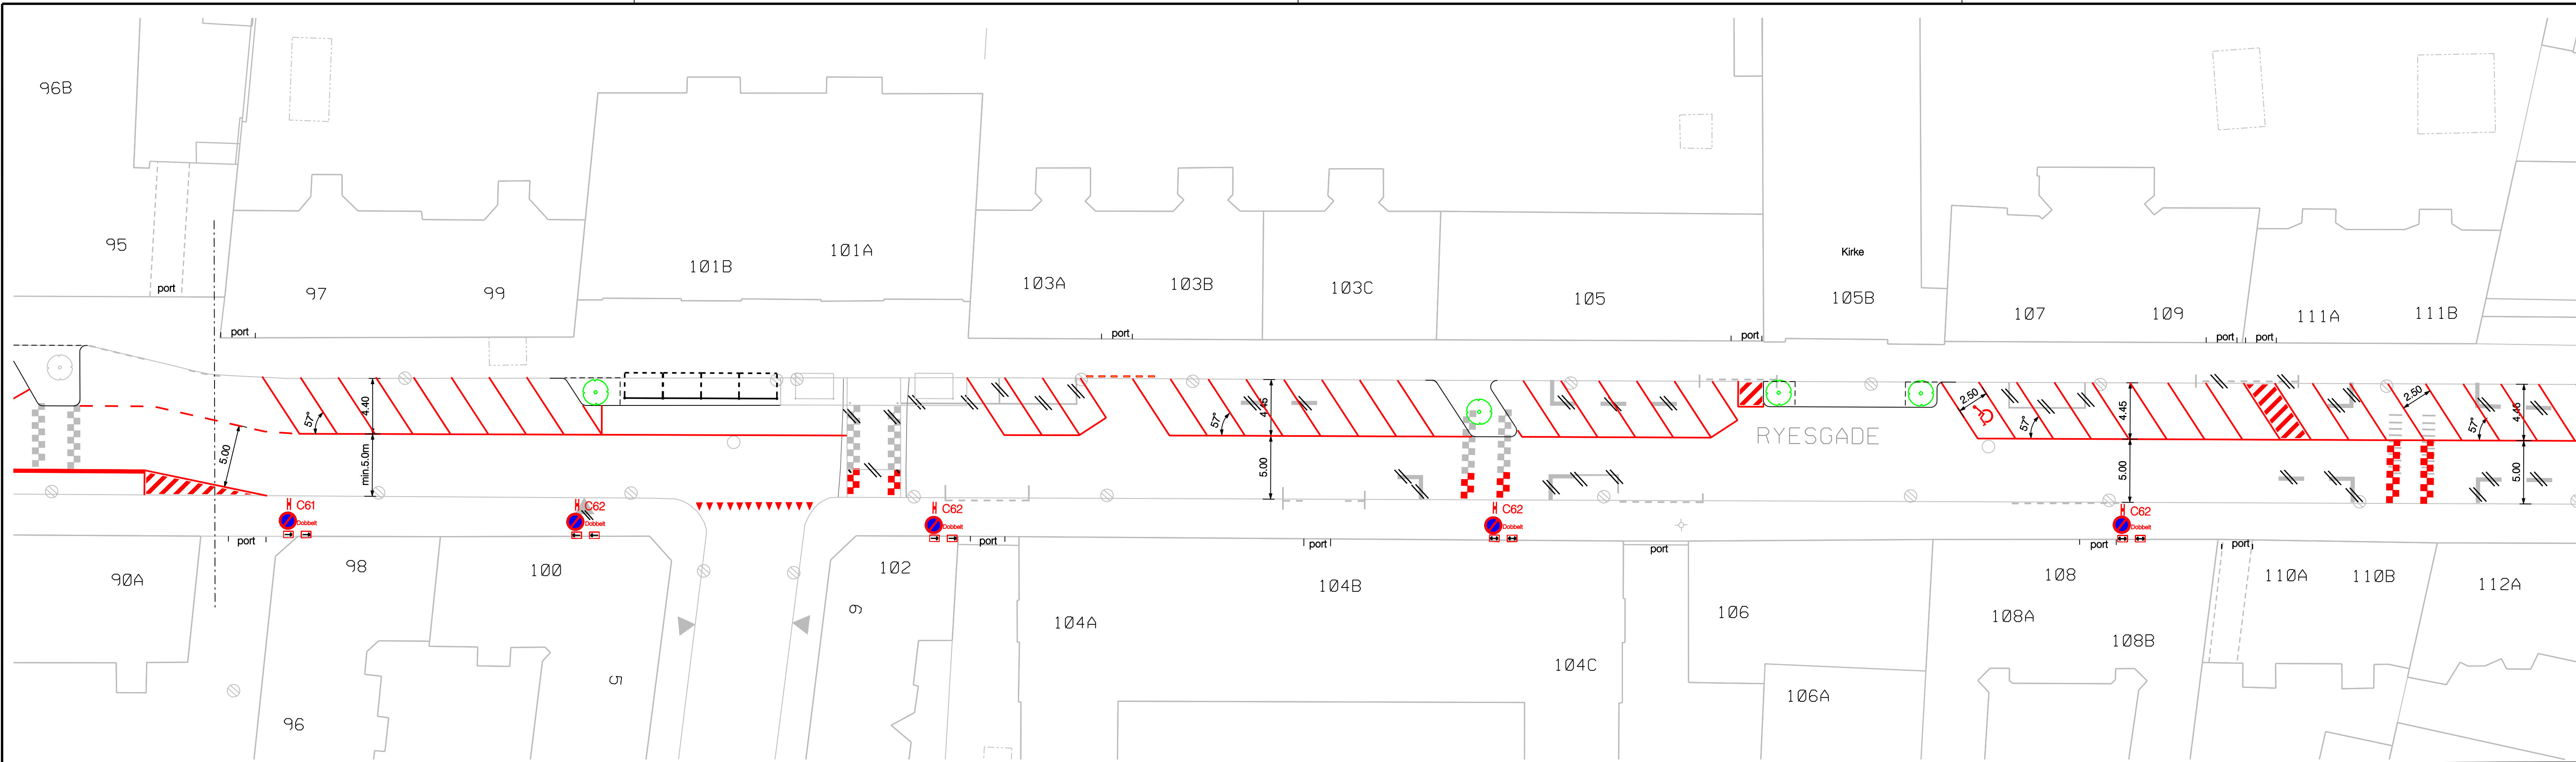 96B
95
port
97
99
port
101B
101A
103A
103B
103C
105
port
port
Kirke
105B
107
109
port
port
111A
111B
57°
4.40
5.00
min.5.0m
57°
4.45
5.00
RYESGADE
2.50
57°
4.45
5.00
2.50
57°
4.45
5.00
C61
Dobbelt
C62
Dobbelt
C62
Dobbelt
C62
Dobbelt
C62
Dobbelt
port
port
port
port
port
port
90A
98
100
102
6
104A
104B
104C
106
106A
108
108A
108B
110A
110B
112A
96
5